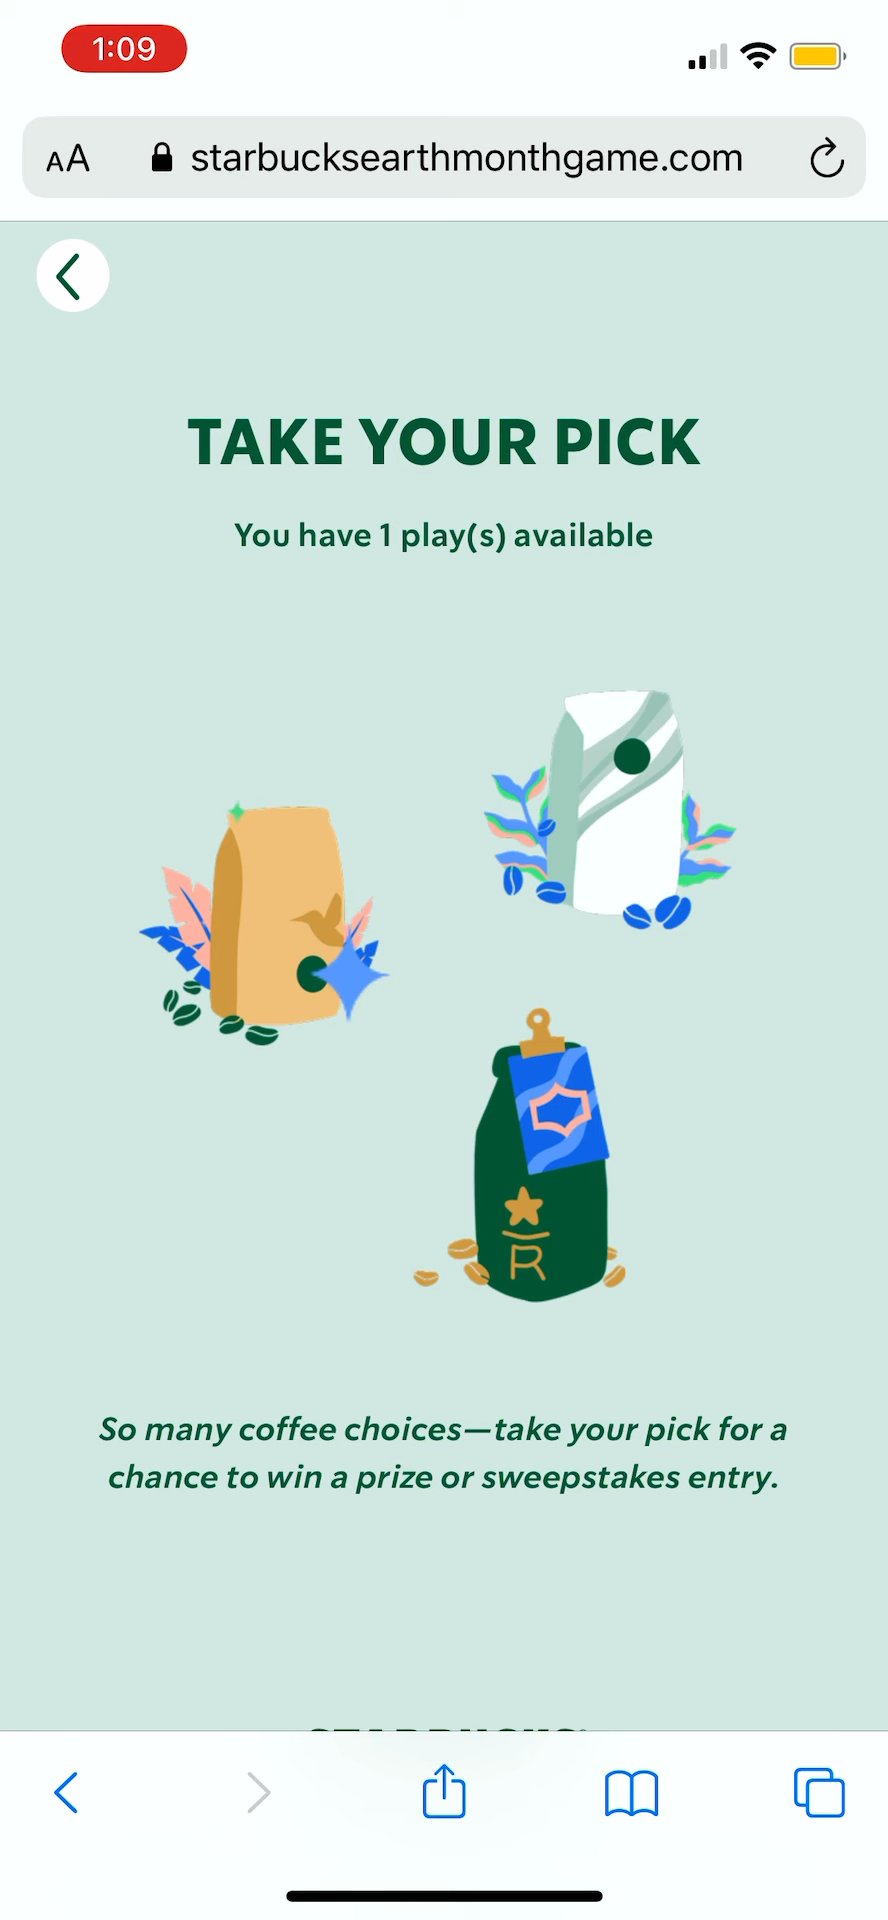 1:09
AA starbucksearthmonthgame.com
TAKE YOUR PICK
You have 1 play(s) available
R
So many coffee choices—take your pick for a
chance to win a prize or sweepstakes entry.